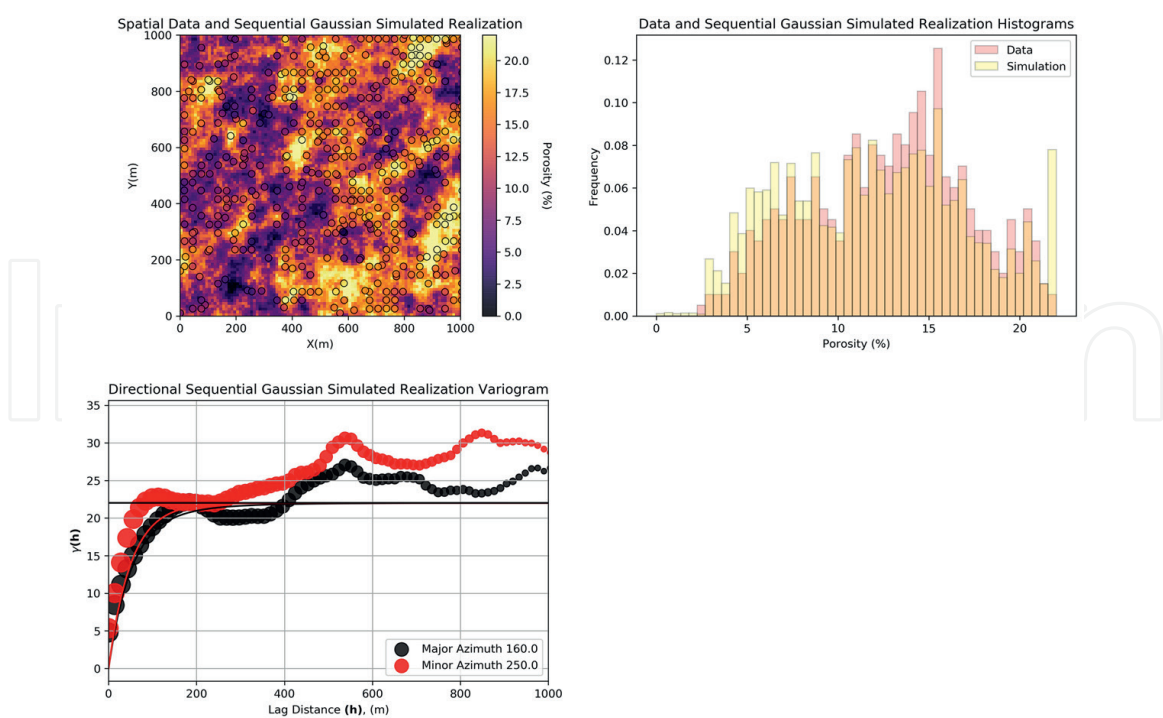 Spatial Data and Sequential Gaussian Simulated Realization
1000
800
600
400
200
0
Y(m)
0 200 400 600 800 1000
X(m)
20.0
17.5
15.0
12.5
10.0
7.5
5.0
2.5
0.0
Porosity (%)
Data and Sequential Gaussian Simulated Realization Histograms
Data
Simulation
0.12
0.10
0.08
0.06
0.04
0.02
0.00
Frequency
0 5 10 15 20
Porosity (%)
Directional Sequential Gaussian Simulated Realization Variogram
35
30
25
20
15
10
5
0
γ(h)
Major Azimuth 160.0
Minor Azimuth 250.0
0 200 400 600 800 1000
Lag Distance (h), (m)